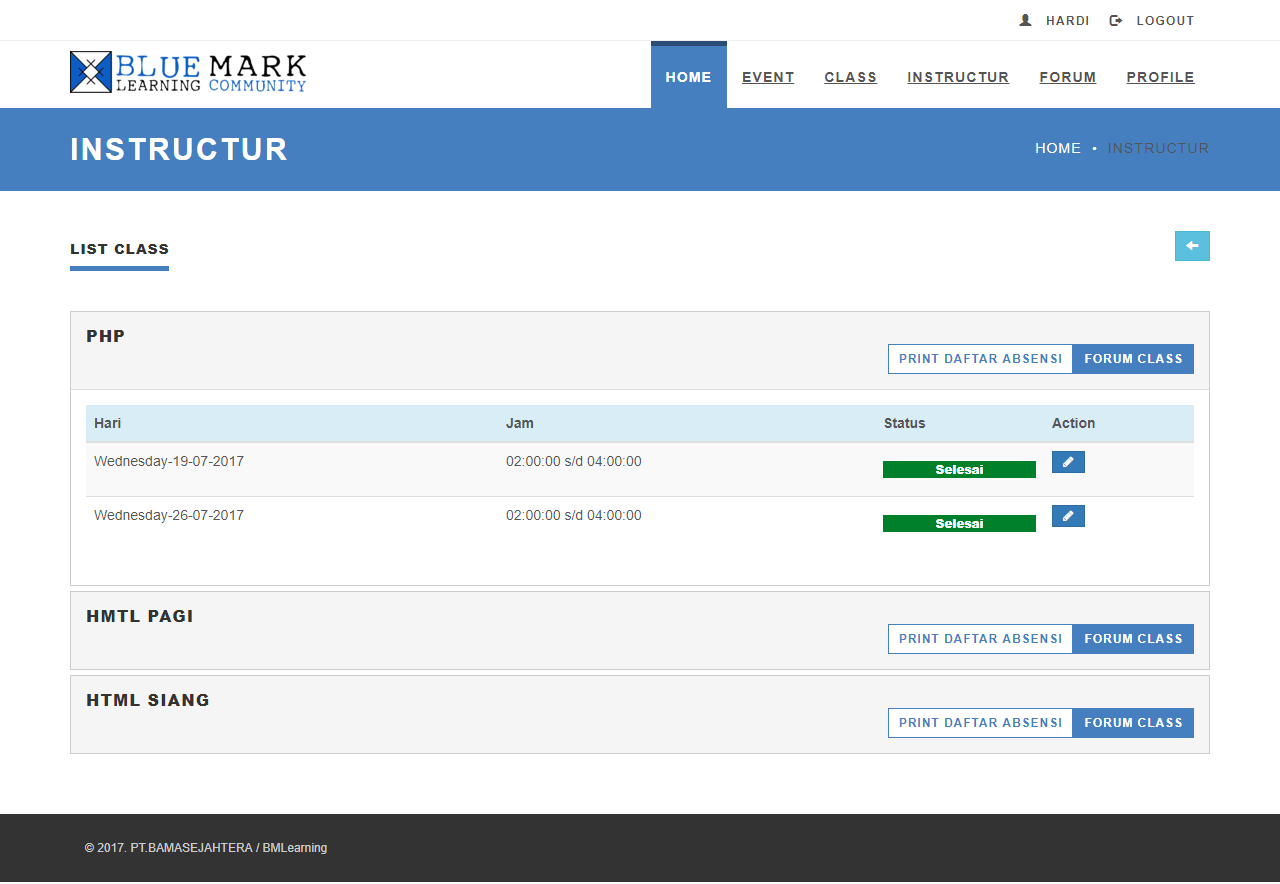 HARDI LOGOUT
BLUE MARK
LEARNING COMMUNITY
HOME EVENT CLASS INSTRUCTUR FORUM PROFILE
INSTRUCTUR
HOME • INSTRUCTUR
LIST CLASS
PHP
PRINT DAFTAR ABSENSI FORUM CLASS
Hari Jam Status Action
Wednesday-19-07-2017 02:00:00 s/d 04:00:00 Selesai
Wednesday-26-07-2017 02:00:00 s/d 04:00:00 Selesai
HMTL PAGI
PRINT DAFTAR ABSENSI FORUM CLASS
HTML SIANG
PRINT DAFTAR ABSENSI FORUM CLASS
© 2017. PT.BAMASEJAHTERA / BMLearning